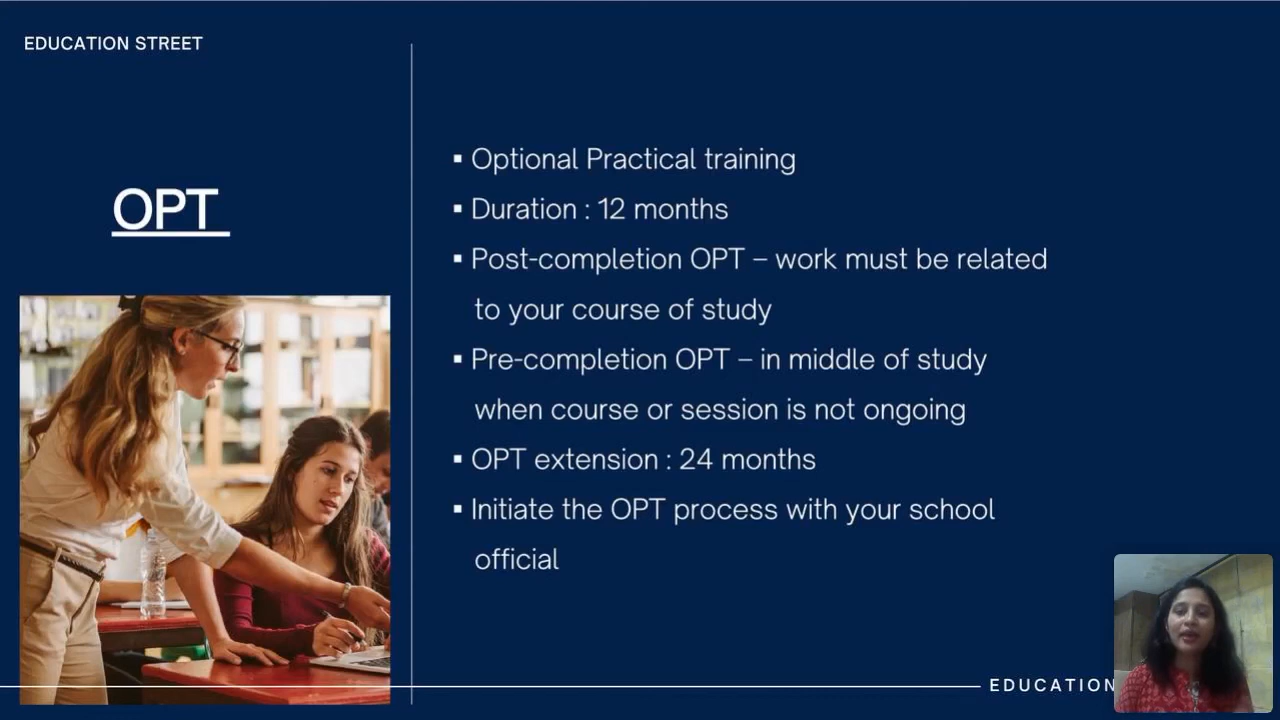 EDUCATION STREET
OPT
▪ Optional Practical training
▪ Duration : 12 months
▪ Post-completion OPT – work must be related
to your course of study
▪ Pre-completion OPT – in middle of study
when course or session is not ongoing
▪ OPT extension : 24 months
▪ Initiate the OPT process with your school
official
EDUCATION